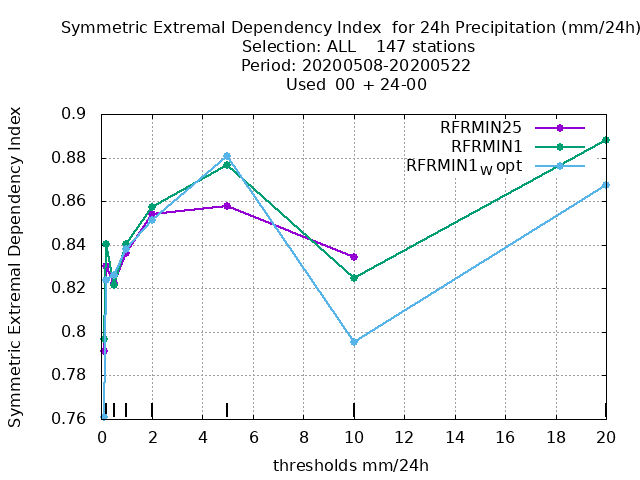 Symmetric Extremal Dependency Index  for 24h Precipitation (mm/24h)
Selection: ALL    147 stations
Period: 20200508-20200522
Used  00 + 24-00
Symmetric Extremal Dependency Index
0.9
0.88
0.86
0.84
0.82
0.8
0.78
0.76
RFRMIN25
RFRMIN1
RFRMIN1W opt
0 2 4 6 8 10 12 14 16 18 20
thresholds mm/24h